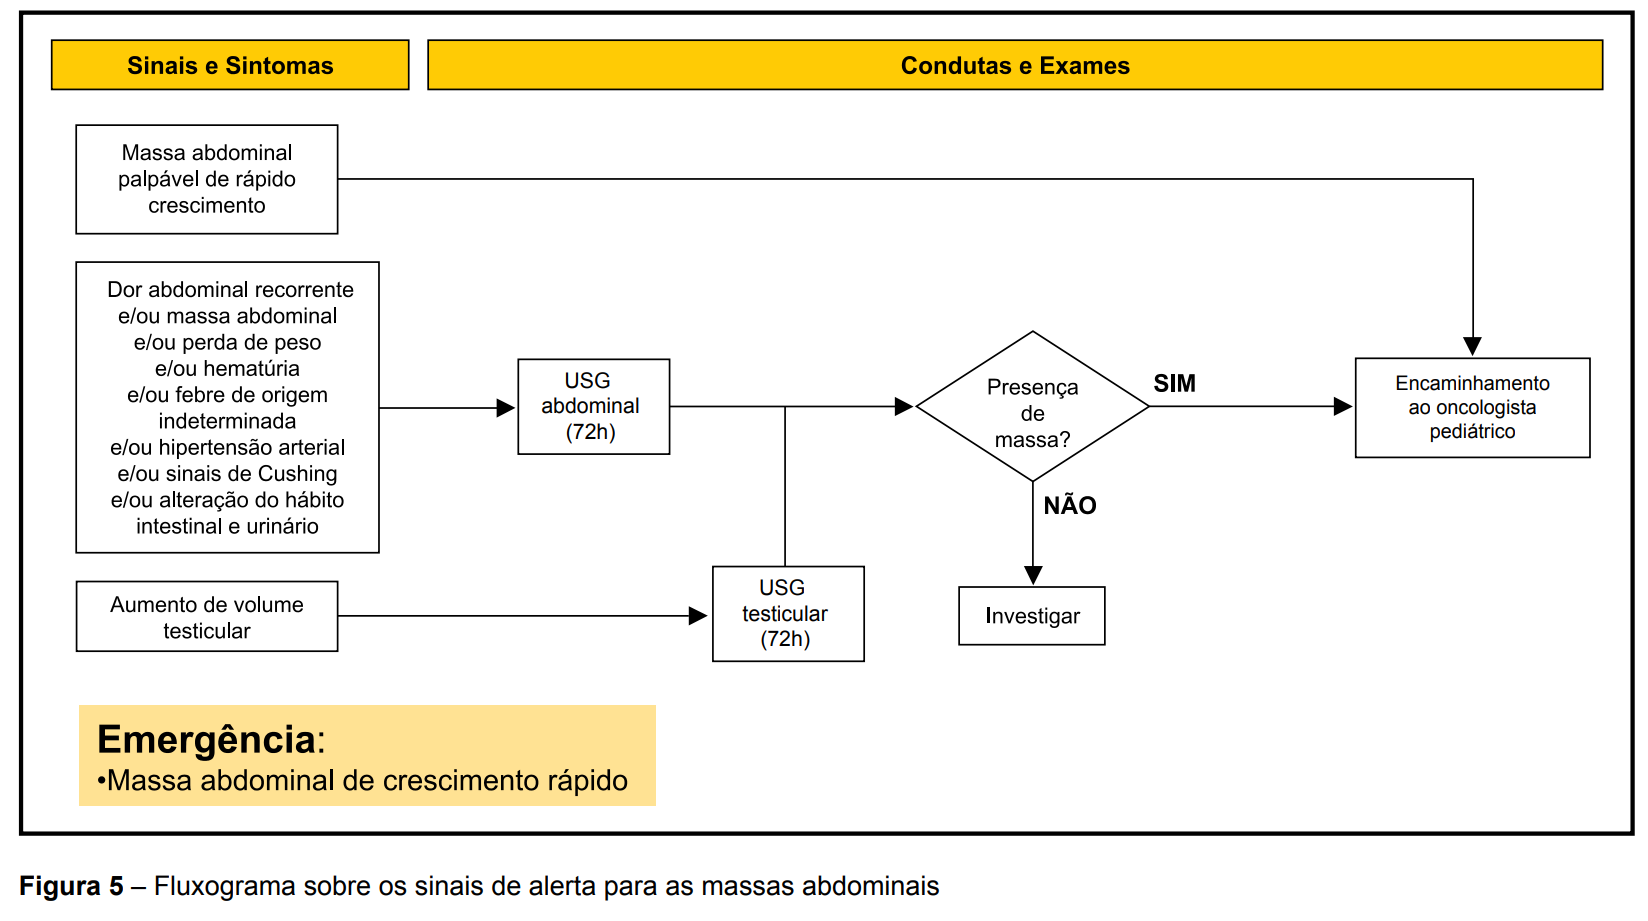 Sinais e Sintomas
Condutas e Exames
Massa abdominal
palpável de rápido
crescimento
Dor abdominal recorrente
e/ou massa abdominal
e/ou perda de peso
e/ou hematúria
e/ou febre de origem
indeterminada
e/ou hipertensão arterial
e/ou sinais de Cushing
e/ou alteração do hábito
intestinal e urinário
USG
abdominal
(72h)
Presença
de
massa?
SIM
Encaminhamento
ao oncologista
pediátrico
NÃO
Investigar
Aumento de volume
testicular
USG
testicular
(72h)
Emergência:
•Massa abdominal de crescimento rápido
Figura 5 – Fluxograma sobre os sinais de alerta para as massas abdominais